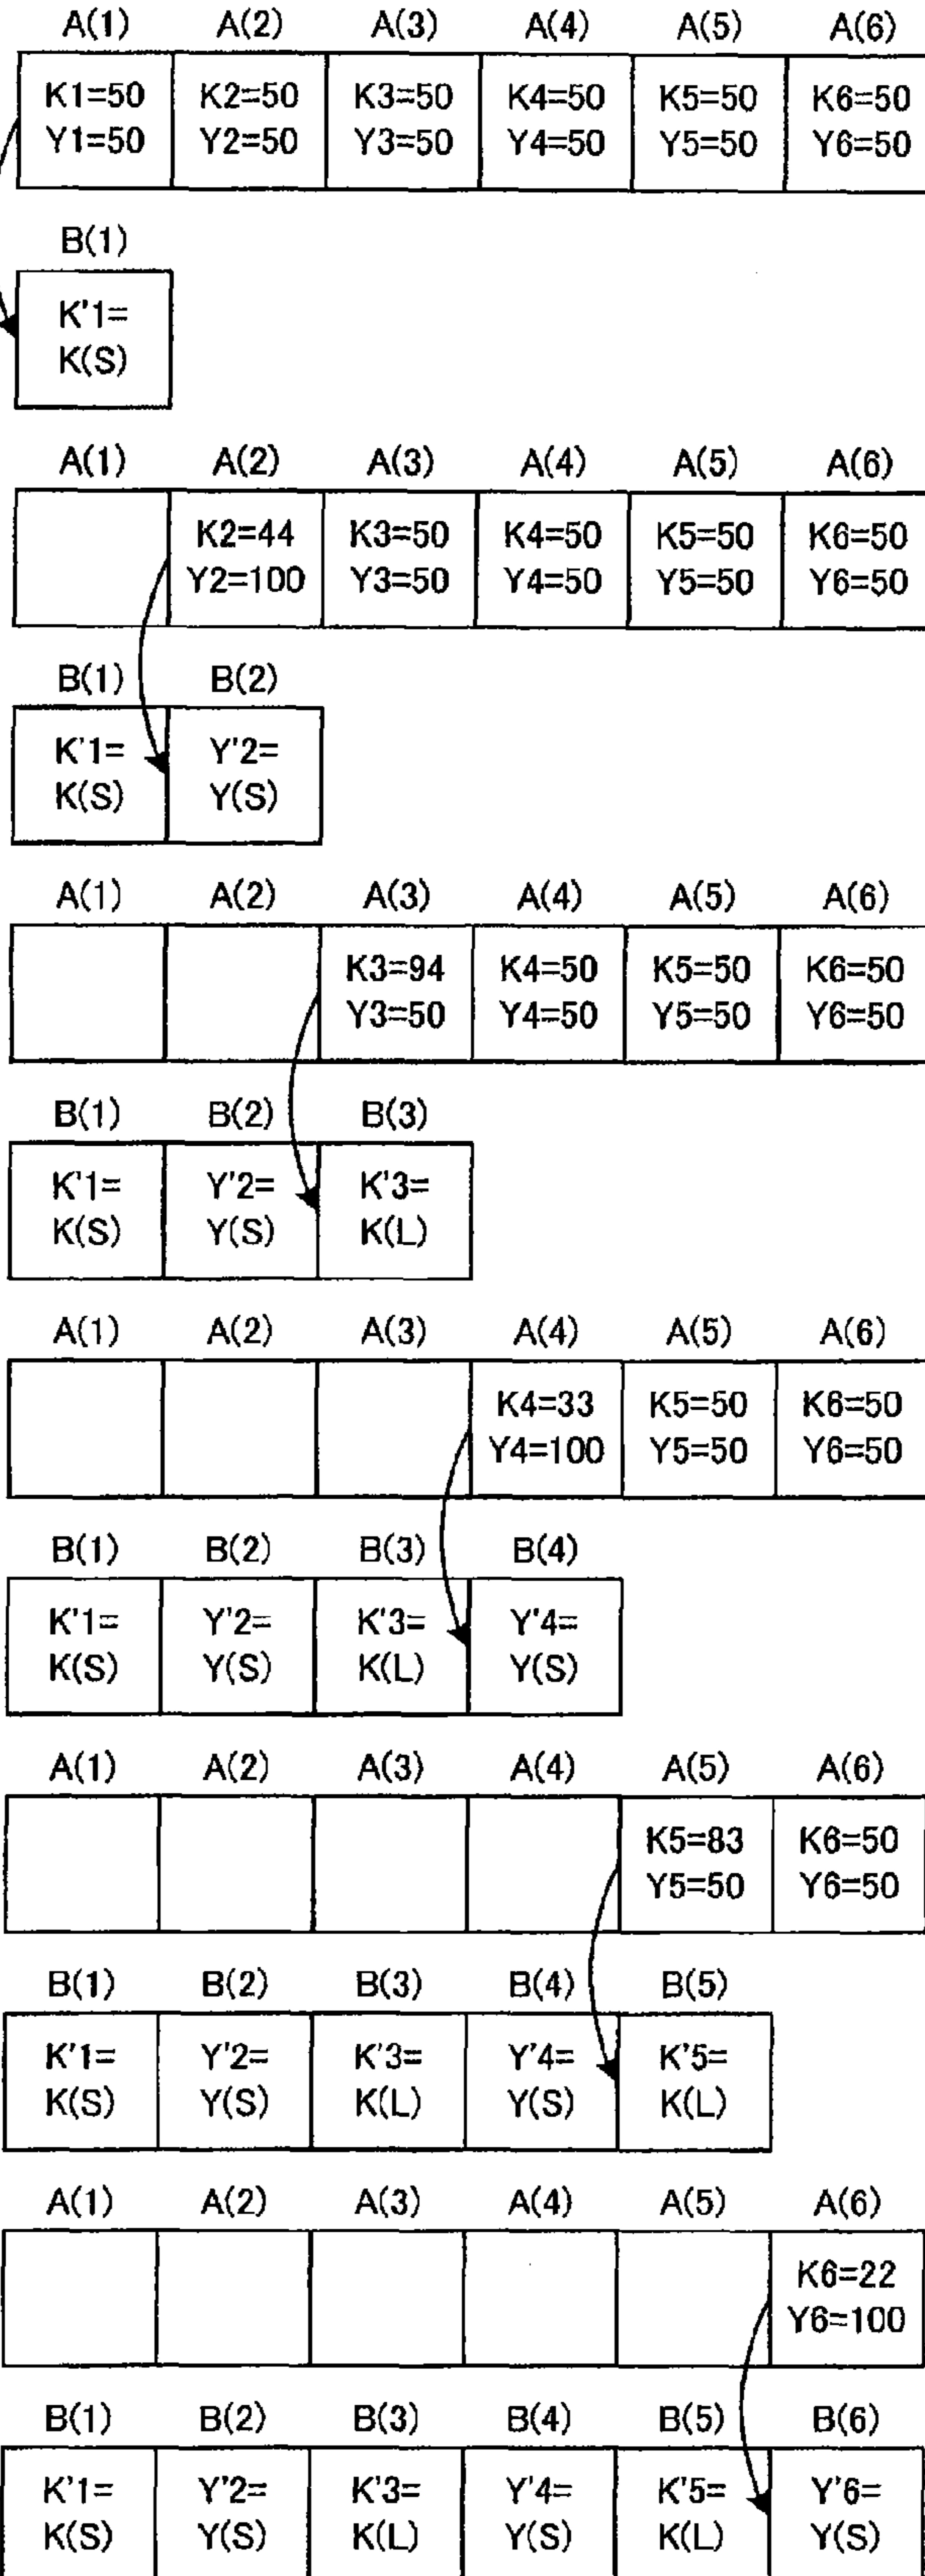 A(1) A(2) A(3) A(4) A(5) A(6)
K1=50 K2=50 K3=50 K4=50 K5=50 K6=50
Y1=50 Y2=50 Y3=50 Y4=50 Y5=50 Y6=50
B(1)
K'1=
K(S)
A(1) A(2) A(3) A(4) A(5) A(6)
K2=44 K3=50 K4=50 K5=50 K6=50
Y2=100 Y3=50 Y4=50 Y5=50 Y6=50
B(1) B(2)
K'1= Y'2=
K(S) Y(S)
A(1) A(2) A(3) A(4) A(5) A(6)
K3=94 K4=50 K5=50 K6=50
Y3=50 Y4=50 Y5=50 Y6=50
B(1) B(2) B(3)
K'1= Y'2= K'3=
K(S) Y(S) K(L)
A(1) A(2) A(3) A(4) A(5) A(6)
K4=33 K5=50 K6=50
Y4=100 Y5=50 Y6=50
B(1) B(2) B(3) B(4)
K'1= Y'2= K'3= Y'4=
K(S) Y(S) K(L) Y(S)
A(1) A(2) A(3) A(4) A(5) A(6)
K5=83 K6=50
Y5=50 Y6=50
B(1) B(2) B(3) B(4) B(5)
K'1= Y'2= K'3= Y'4= K'5=
K(S) Y(S) K(L) Y(S) K(L)
A(1) A(2) A(3) A(4) A(5) A(6)
K6=22
Y6=100
B(1) B(2) B(3) B(4) B(5) B(6)
K'1= Y'2= K'3= Y'4= K'5= Y'6=
K(S) Y(S) K(L) Y(S) K(L) Y(S)